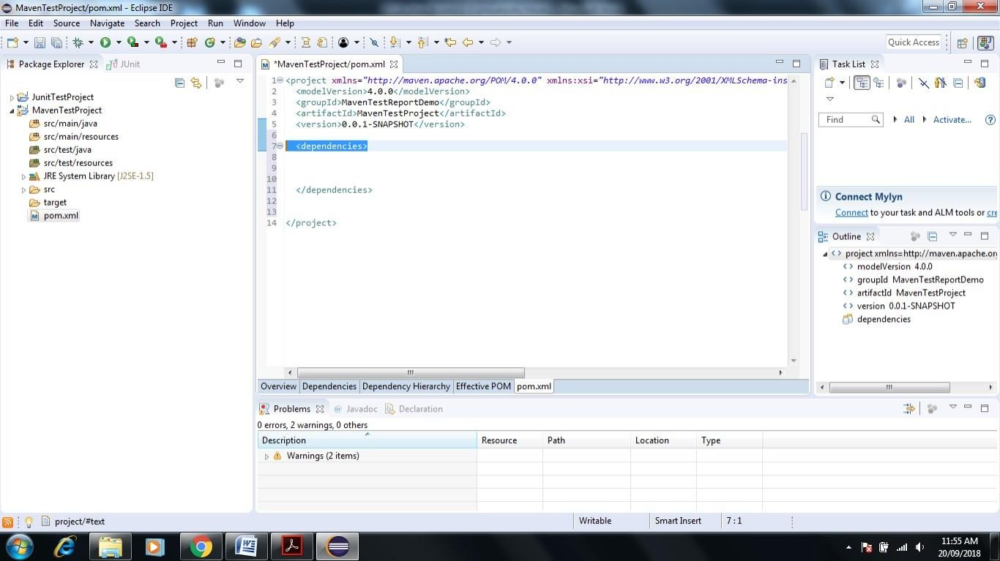 MavenTestProject/pom.xml - Eclipse IDE
File Edit Source Navigate Search Project Run Window Help
Quick Access
Package Explorer JUnit
JunitTestProject
MavenTestProject
src/main/java
src/main/resources
src/test/java
src/test/resources
JRE System Library [J2SE-1.5]
src
target
pom.xml
*MavenTestProject/pom.xml
1 <project xmlns="http://maven.apache.org/POM/4.0.0" xmlns:xsi="http://www.w3.org/2001/XMLSchema-ins
2 <modelVersion>4.0.0</modelVersion>
3 <groupId>MavenTestReportDemo</groupId>
4 <artifactId>MavenTestProject</artifactId>
5 <version>0.0.1-SNAPSHOT</version>
6
7 <dependencies>
8
9
10
11 </dependencies>
12
13
14 </project>
Overview Dependencies Dependency Hierarchy Effective POM pom.xml
Task List
Find All Activate...
Connect Mylyn
Connect to your task and ALM tools or cre
Outline
project xmlns=http://maven.apache.or
modelVersion 4.0.0
groupId MavenTestReportDemo
artifactId MavenTestProject
version 0.0.1-SNAPSHOT
dependencies
Problems @ Javadoc Declaration
0 errors, 2 warnings, 0 others
Description Resource Path Location Type
Warnings (2 items)
project/#text Writable Smart Insert 7 : 1
11:55 AM
20/09/2018